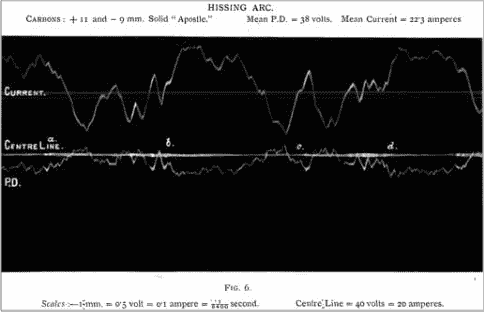 HISSING ARC.
CARBONS: + 11 and - 9 mm. Solid "Apostle." Mean P.D. = 38 volts. Mean Current = 22·3 amperes
CURRENT.
CENTRE LINE. a. b. c. d.
P.D.
FIG. 6.
Scales:—1 mm. = 0·5 volt = 0·1 ampere = second. Centre Line = 40 volts = 20 amperes.